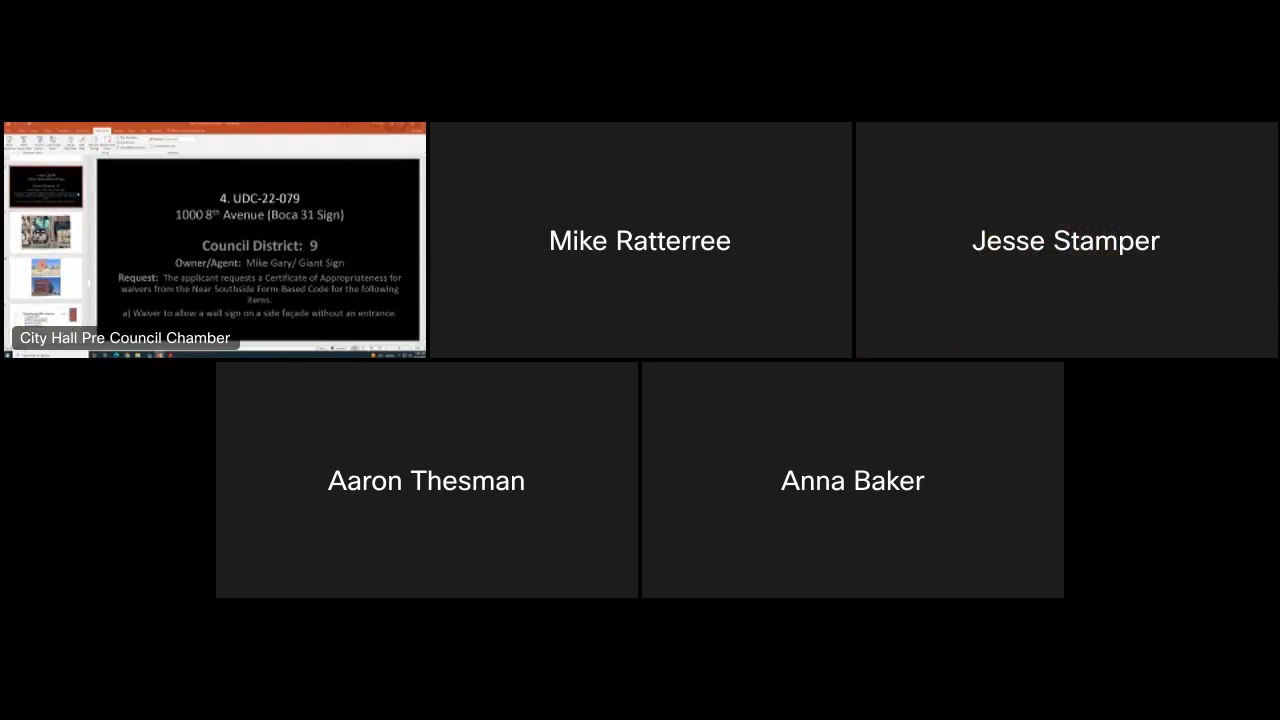 4. UDC-22-079
1000 8th Avenue (Boca 31 Sign)
Council District: 9
Owner/Agent: Mike Gary/ Giant Sign
Request: The applicant requests a Certificate of Appropriateness for
waivers from the Near Southside Form-Based Code for the following
items:
a) Waiver to allow a wall sign on a side façade without an entrance.
City Hall Pre Council Chamber
Mike Ratterree
Jesse Stamper
Aaron Thesman
Anna Baker